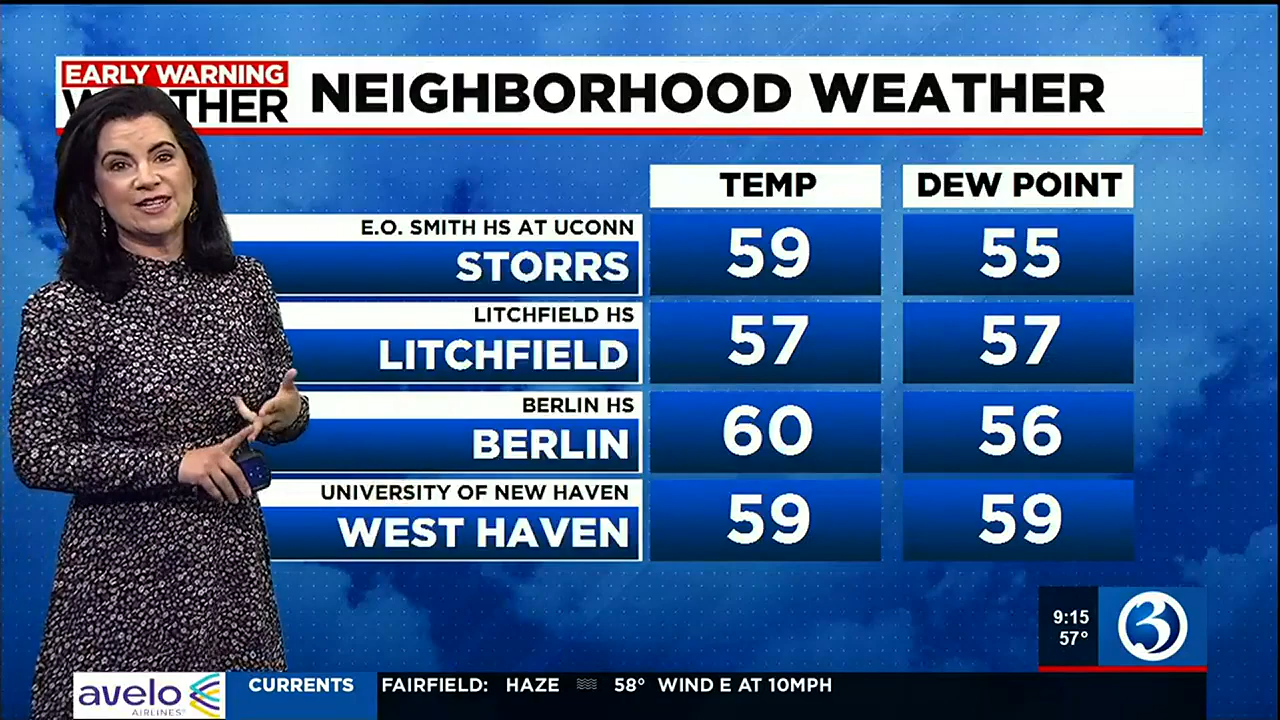 EARLY WARNING
WEATHER
NEIGHBORHOOD WEATHER
TEMP DEW POINT
E.O. SMITH HS AT UCONN
STORRS 59 55
LITCHFIELD HS
LITCHFIELD 57 57
BERLIN HS
BERLIN 60 56
UNIVERSITY OF NEW HAVEN
WEST HAVEN 59 59
9:15
57°
3
avelo
AIRLINES
CURRENTS FAIRFIELD: HAZE 58° WIND E AT 10MPH